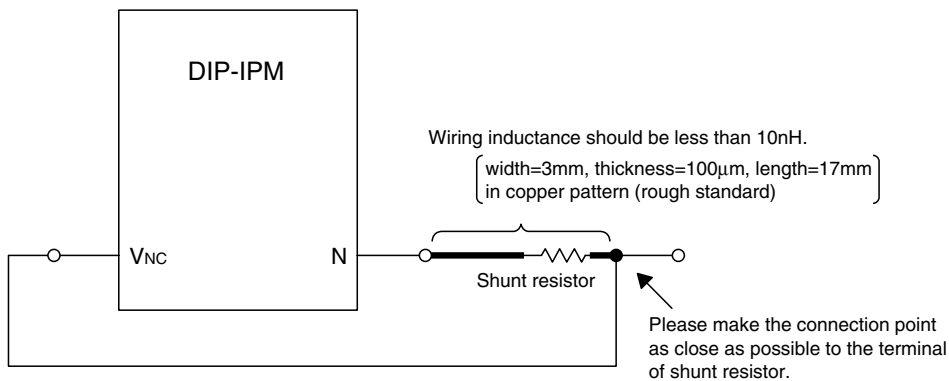 DIP-IPM
Wiring inductance should be less than 10nH.
width=3mm, thickness=100μm, length=17mm
in copper pattern (rough standard)
VNC
N
Shunt resistor
Please make the connection point
as close as possible to the terminal
of shunt resistor.